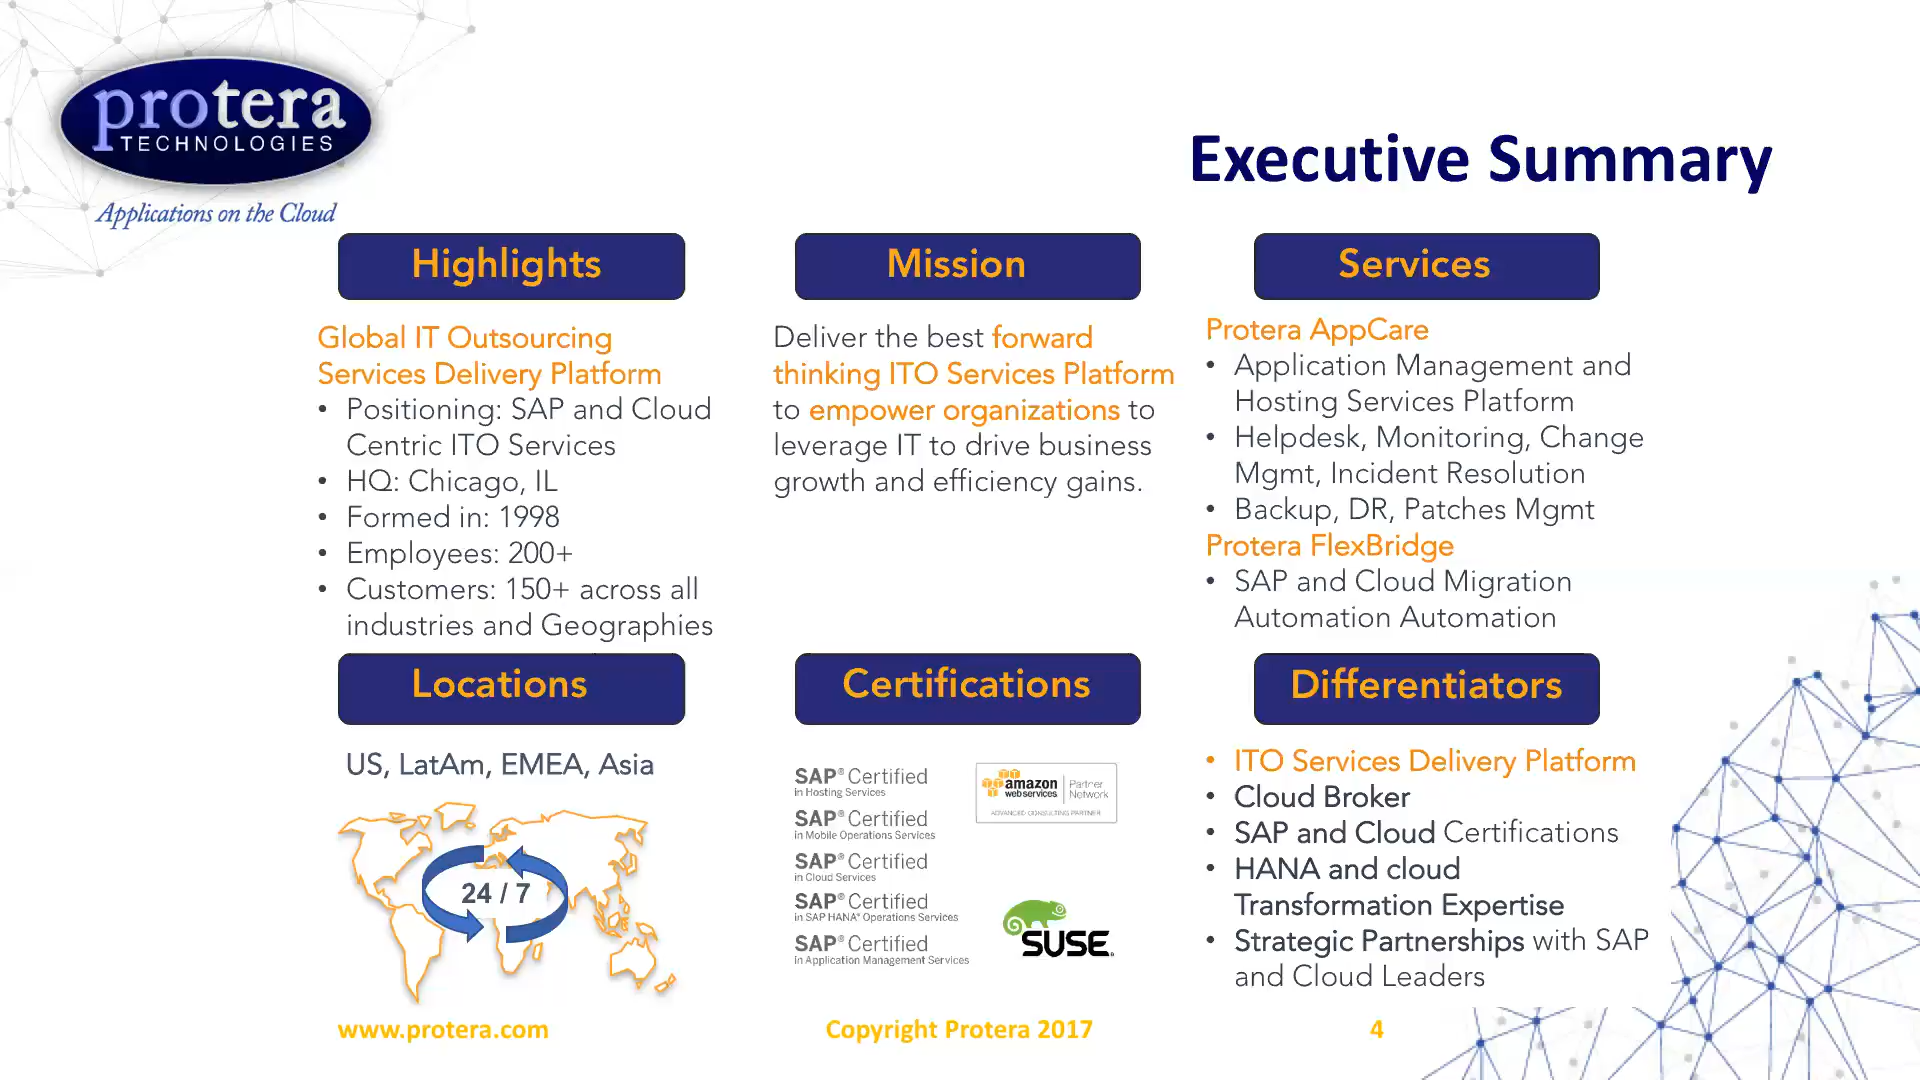 protera
TECHNOLOGIES
Applications on the Cloud
Executive Summary
Highlights
Global IT Outsourcing
Services Delivery Platform
• Positioning: SAP and Cloud
Centric ITO Services
• HQ: Chicago, IL
• Formed in: 1998
• Employees: 200+
• Customers: 150+ across all
industries and Geographies
Mission
Deliver the best forward
thinking ITO Services Platform
to empower organizations to
leverage IT to drive business
growth and efficiency gains.
Services
Protera AppCare
• Application Management and
Hosting Services Platform
• Helpdesk, Monitoring, Change
Mgmt, Incident Resolution
• Backup, DR, Patches Mgmt
Protera FlexBridge
• SAP and Cloud Migration
Automation Automation
Locations
US, LatAm, EMEA, Asia
24 / 7
Certifications
SAP® Certified
in Hosting Services
SAP® Certified
in Mobile Operations Services
SAP® Certified
in Cloud Services
SAP® Certified
in SAP HANA® Operations Services
SAP® Certified
in Application Management Services
amazon
webservices
Partner
Network
ADVANCED CONSULTING PARTNER
SUSE
Differentiators
• ITO Services Delivery Platform
• Cloud Broker
• SAP and Cloud Certifications
• HANA and cloud
Transformation Expertise
• Strategic Partnerships with SAP
and Cloud Leaders
www.protera.com
Copyright Protera 2017
4